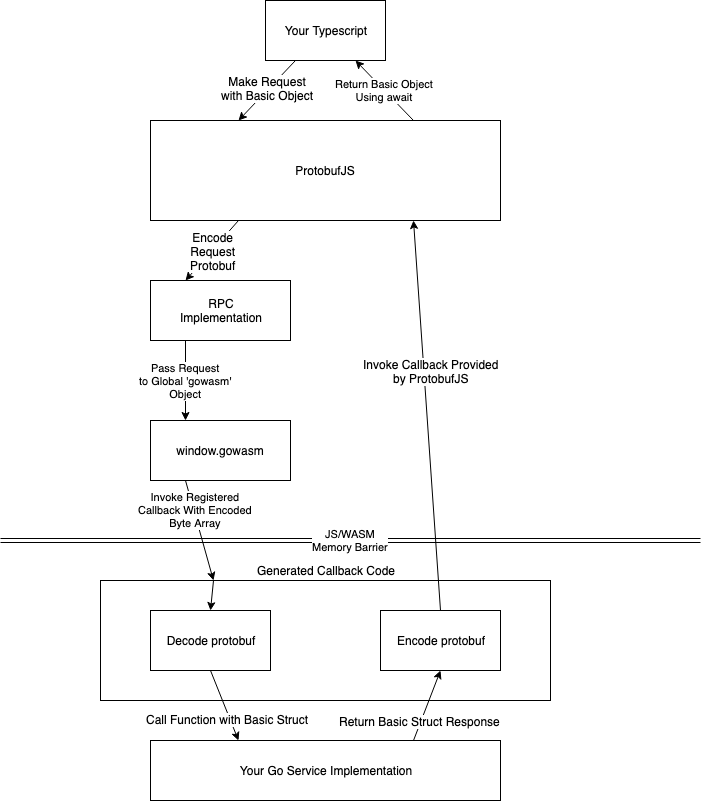 Your Typescript
Make Request
with Basic Object
Return Basic Object
Using await
ProtobufJS
Encode
Request
Protobuf
RPC
Implementation
Pass Request
to Global 'gowasm'
Object
Invoke Callback Provided
by ProtobufJS
window.gowasm
Invoke Registered
Callback With Encoded
Byte Array
JS/WASM
Memory Barrier
Generated Callback Code
Decode protobuf
Encode protobuf
Call Function with Basic Struct
Return Basic Struct Response
Your Go Service Implementation